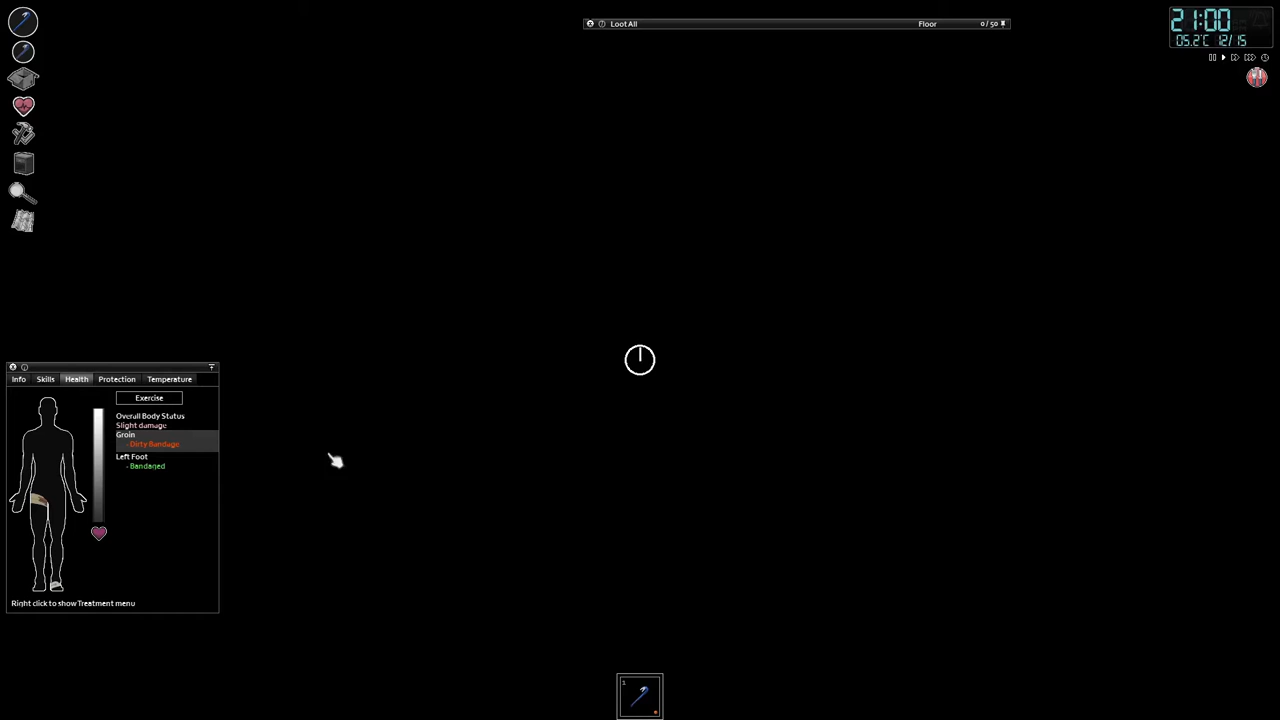 Loot All Floor 0/50
21:00
05.2°C 12/15
Info Skills Health Protection Temperature
Exercise
Overall Body Status
Slight damage
Groin
- Dirty Bandage
Left Foot
- Bandaged
Right click to show Treatment menu
1